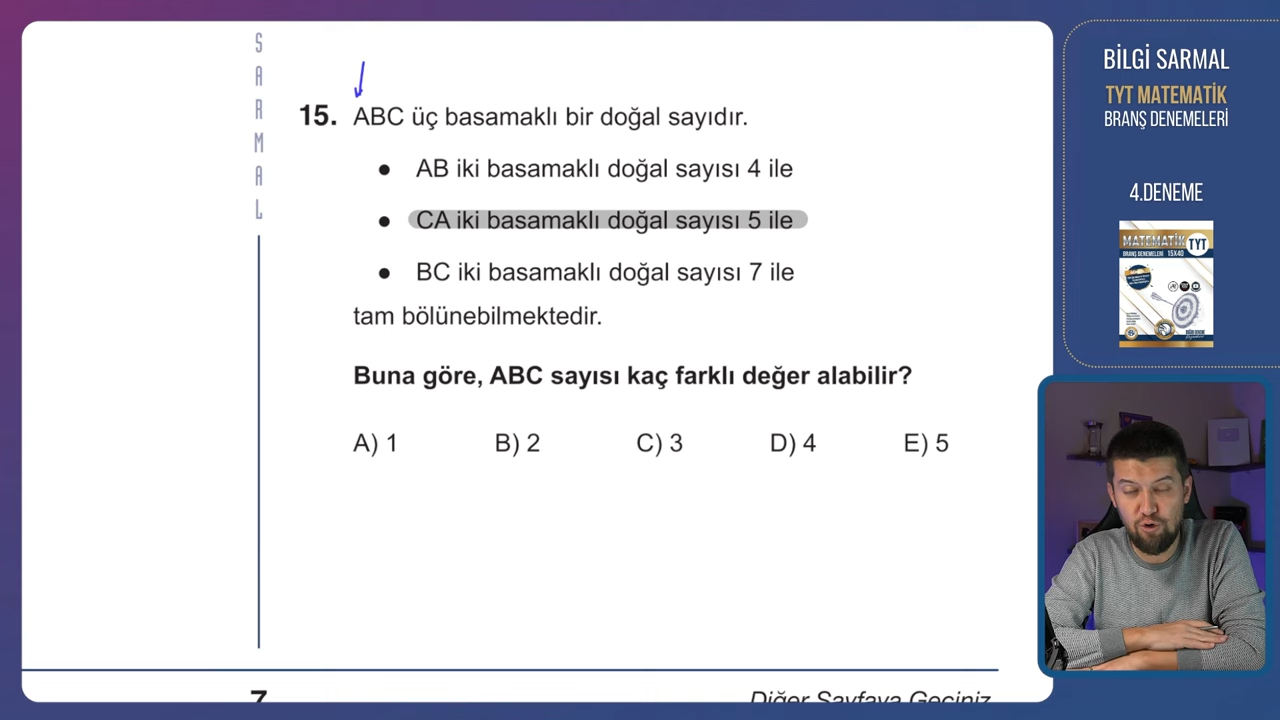 SARMAL
15. ABC üç basamaklı bir doğal sayıdır.
• AB iki basamaklı doğal sayısı 4 ile
• CA iki basamaklı doğal sayısı 5 ile
• BC iki basamaklı doğal sayısı 7 ile
tam bölünebilmektedir.
Buna göre, ABC sayısı kaç farklı değer alabilir?
A) 1 B) 2 C) 3 D) 4 E) 5
7
Diğer Sayfaya Geçiniz
BİLGİ SARMAL
TYT MATEMATİK
BRANŞ DENEMELERİ
4.DENEME
MATEMATİK TYT
BRANŞ DENEMELERİ 15X40